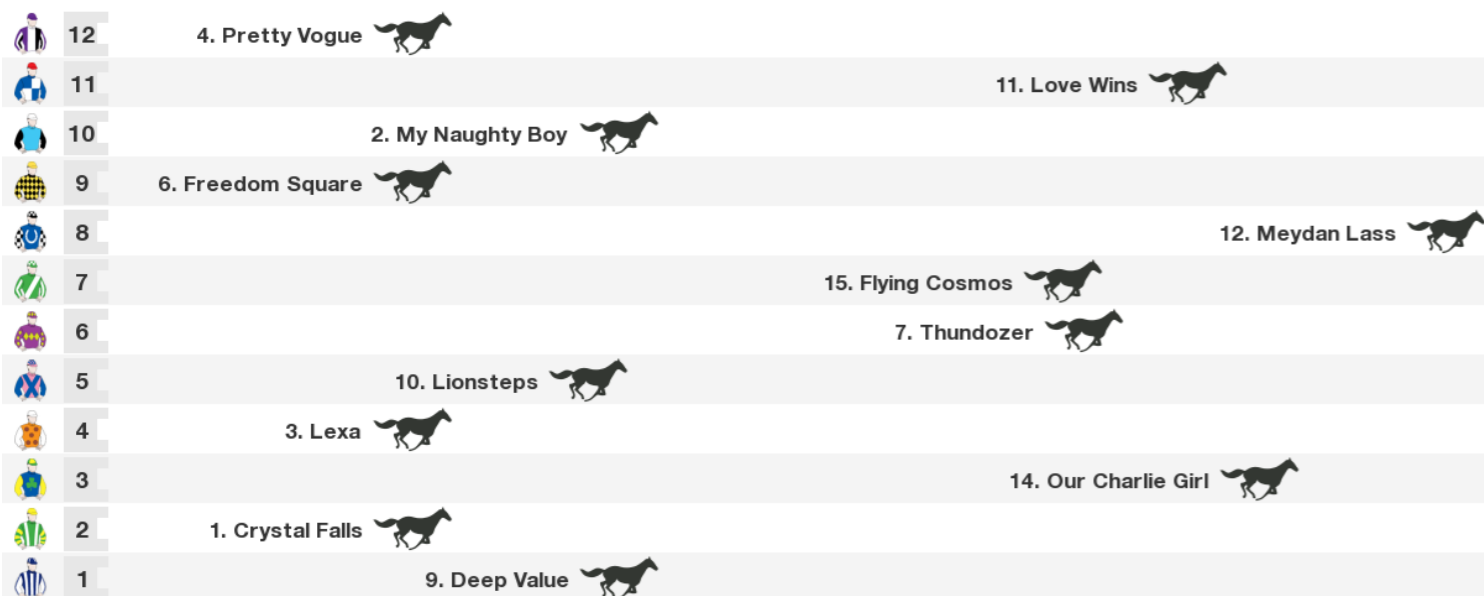 12 4. Pretty Vogue
11 11. Love Wins
10 2. My Naughty Boy
9 6. Freedom Square
8 12. Meydan Lass
7 15. Flying Cosmos
6 7. Thundozer
5 10. Lionsteps
4 3. Lexa
3 14. Our Charlie Girl
2 1. Crystal Falls
1 9. Deep Value